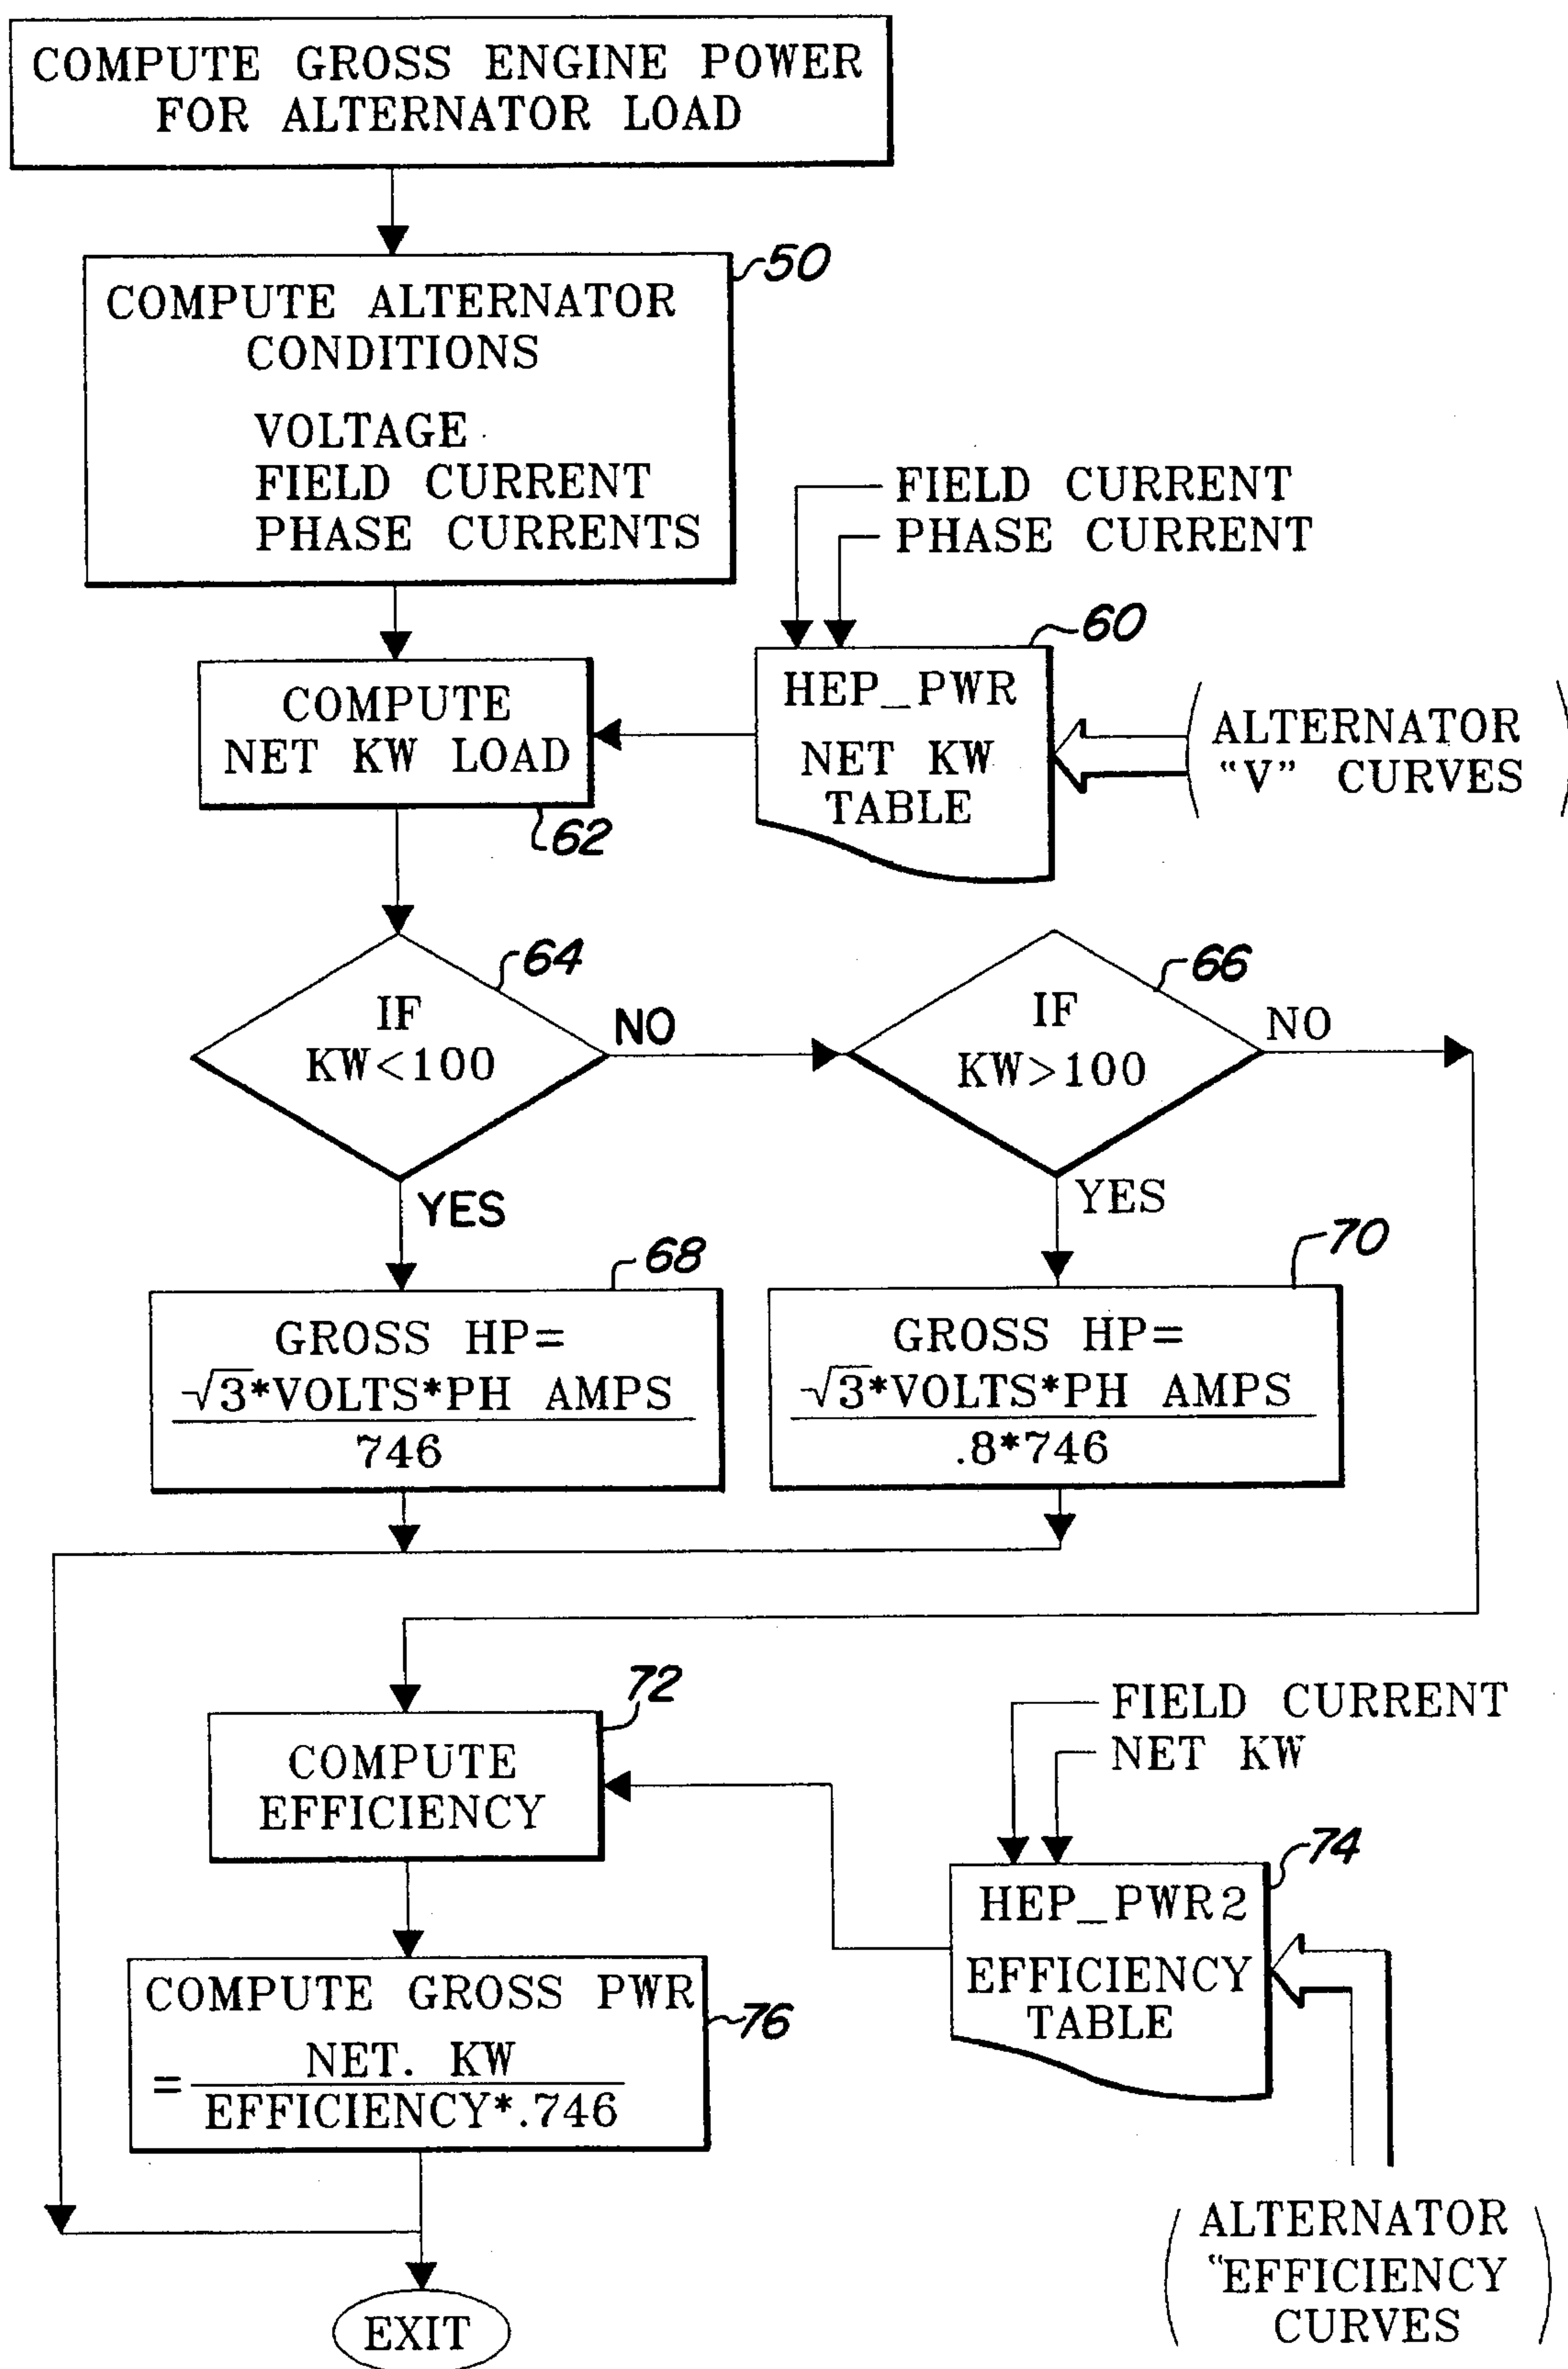 COMPUTE GROSS ENGINE POWER
FOR ALTERNATOR LOAD
50
COMPUTE ALTERNATOR
CONDITIONS
VOLTAGE
FIELD CURRENT
PHASE CURRENTS
FIELD CURRENT
PHASE CURRENT
60
COMPUTE
NET KW LOAD
62
HEP_PWR
NET KW
TABLE
ALTERNATOR
“V” CURVES
64
IF
KW<100
NO
YES
66
IF
KW>100
NO
YES
68
GROSS HP=
√3*VOLTS*PH AMPS
746
70
GROSS HP=
√3*VOLTS*PH AMPS
.8*746
72
COMPUTE
EFFICIENCY
FIELD CURRENT
NET KW
74
HEP_PWR2
EFFICIENCY
TABLE
COMPUTE GROSS PWR
76
= NET. KW
EFFICIENCY*.746
ALTERNATOR
“EFFICIENCY
CURVES
EXIT